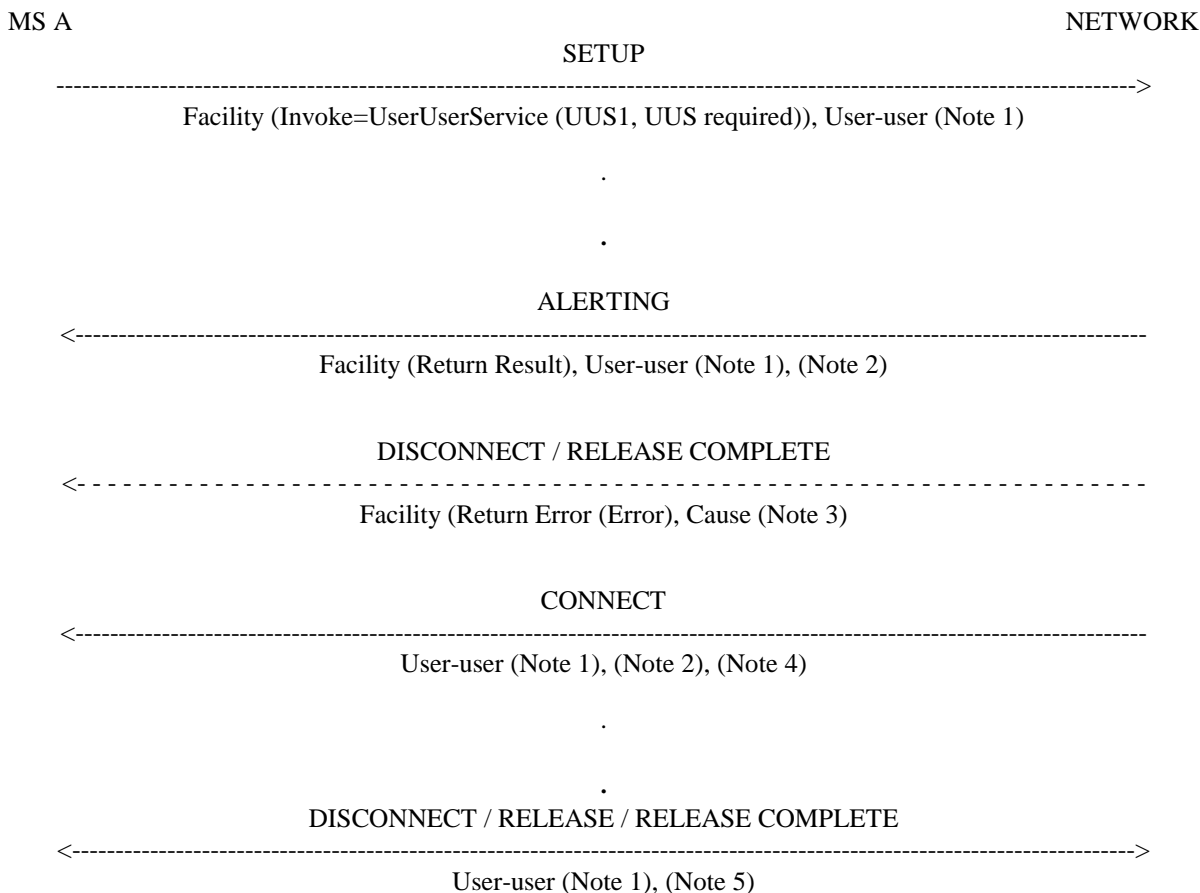 MS A NETWORK
SETUP
------------------------------------------------------------------------------------------------------------------------>
Facility (Invoke=UserUserService (UUS1, UUS required)), User-user (Note 1)
.
.
ALERTING
<-----------------------------------------------------------------------------------------------------------------------
Facility (Return Result), User-user (Note 1), (Note 2)
DISCONNECT / RELEASE COMPLETE
<- - - - - - - - - - - - - - - - - - - - - - - - - - - - - - - - - - - - - - - - - - - - - - - - - - - - - - - - - - -
Facility (Return Error (Error), Cause (Note 3)
CONNECT
<-----------------------------------------------------------------------------------------------------------------------
User-user (Note 1), (Note 2), (Note 4)
.
.
DISCONNECT / RELEASE / RELEASE COMPLETE
<---------------------------------------------------------------------------------------------------------------------->
User-user (Note 1), (Note 5)